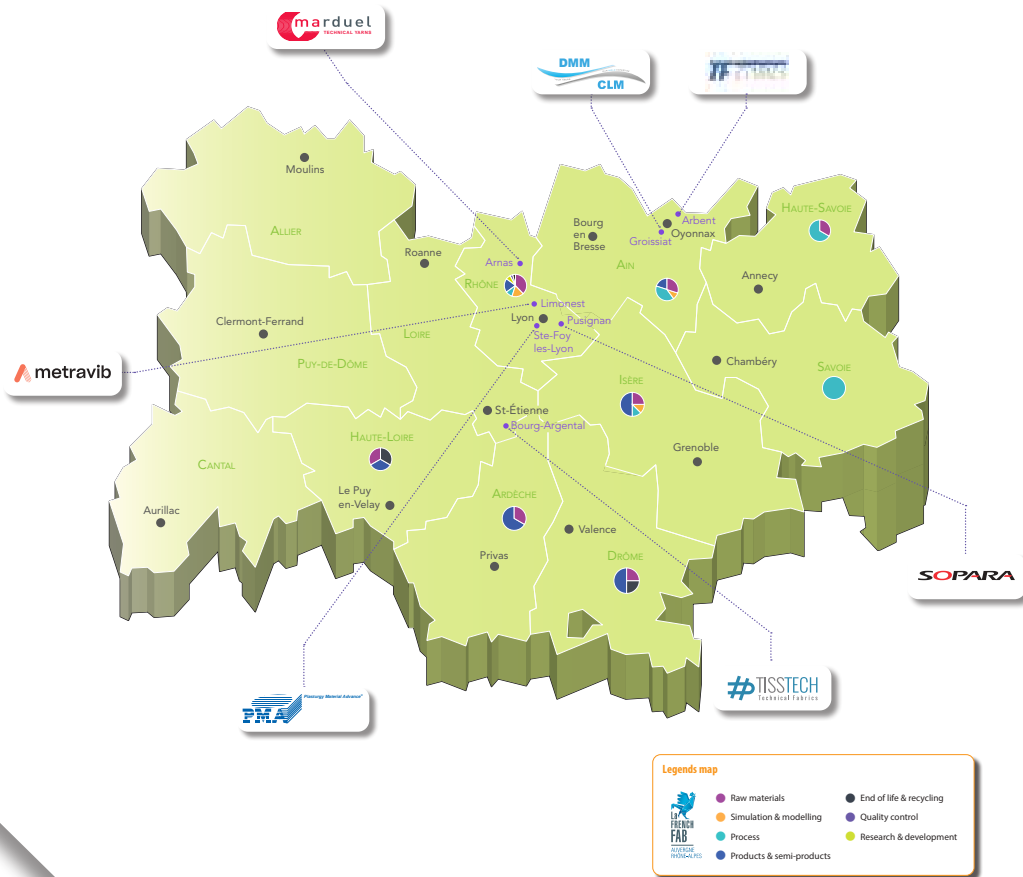 marduel
TECHNICAL YARNS
DMM
CLM
Moulins
ALLIER
Roanne
Bourg
en
Bresse
Arbent
Oyonnax
Groissiat
HAUTE-SAVOIE
AIN
Annecy
Arnas
RHÔNE
Limonest
Lyon
Pusignan
Ste-Foy
les-Lyon
Clermont-Ferrand
LOIRE
PUY-DE-DÔME
metravib
Chambéry
SAVOIE
ISÈRE
St-Étienne
Bourg-Argental
HAUTE-LOIRE
Grenoble
CANTAL
Le Puy
en-Velay
ARDÈCHE
Aurillac
Valence
Privas
DRÔME
SOPARA
TISSTECH
Technical Fabrics
Plasturgy Material Advance
PMA
Legends map
La
FRENCH
FAB
AUVERGNE
RHÔNE-ALPES
Raw materials
Simulation & modelling
Process
Products & semi-products
End of life & recycling
Quality control
Research & development